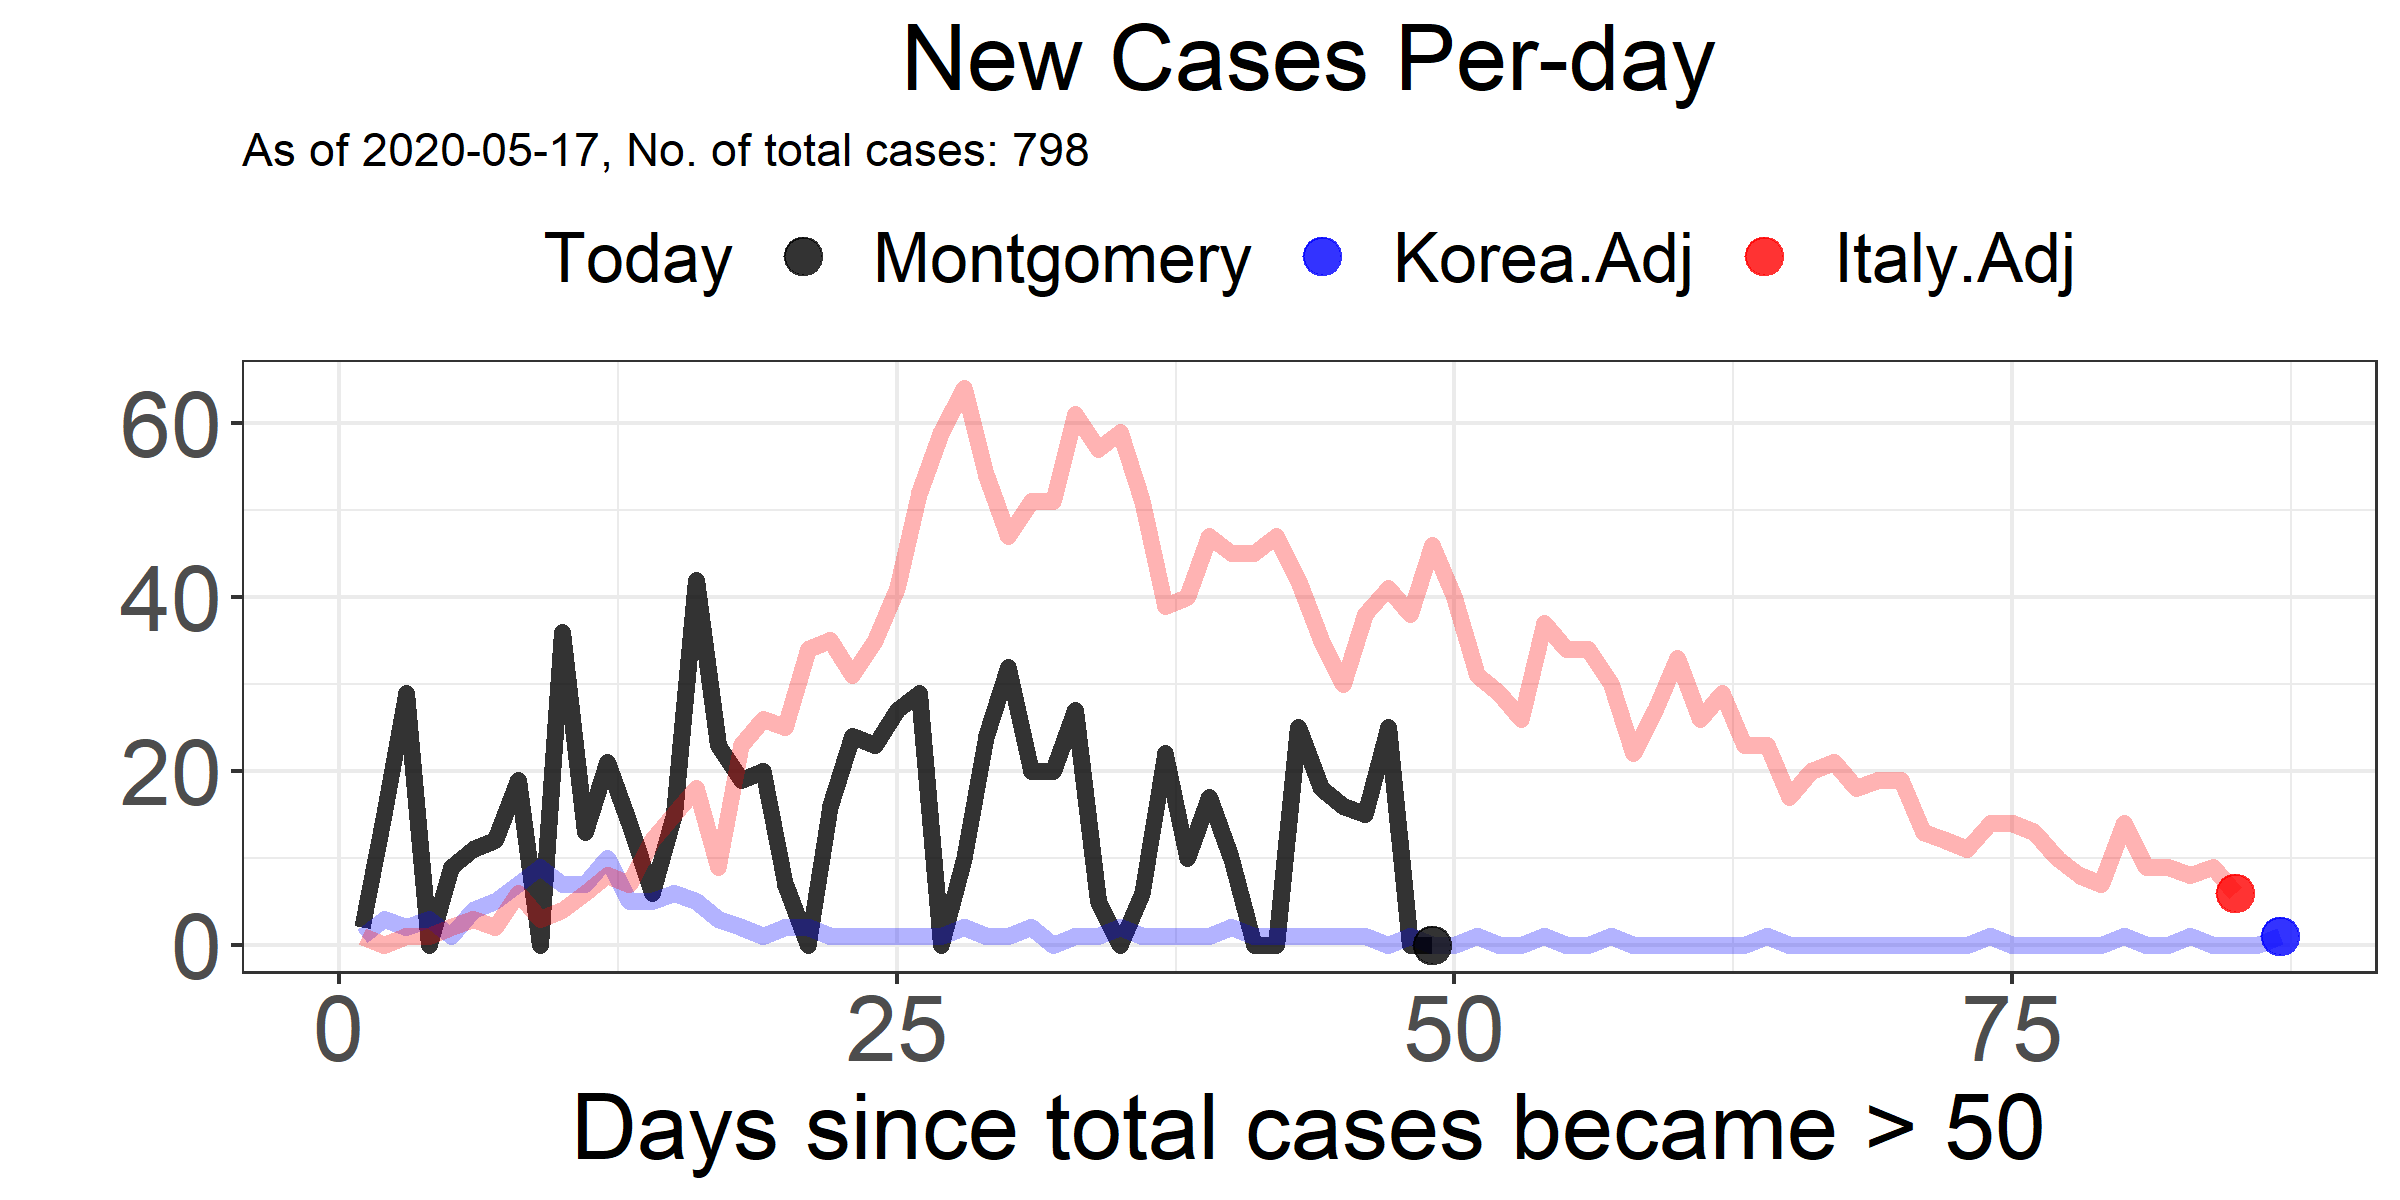 New Cases Per-day
As of 2020-05-17, No. of total cases: 798
Today Montgomery Korea.Adj Italy.Adj
60
40
20
0
0 25 50 75
Days since total cases became > 50